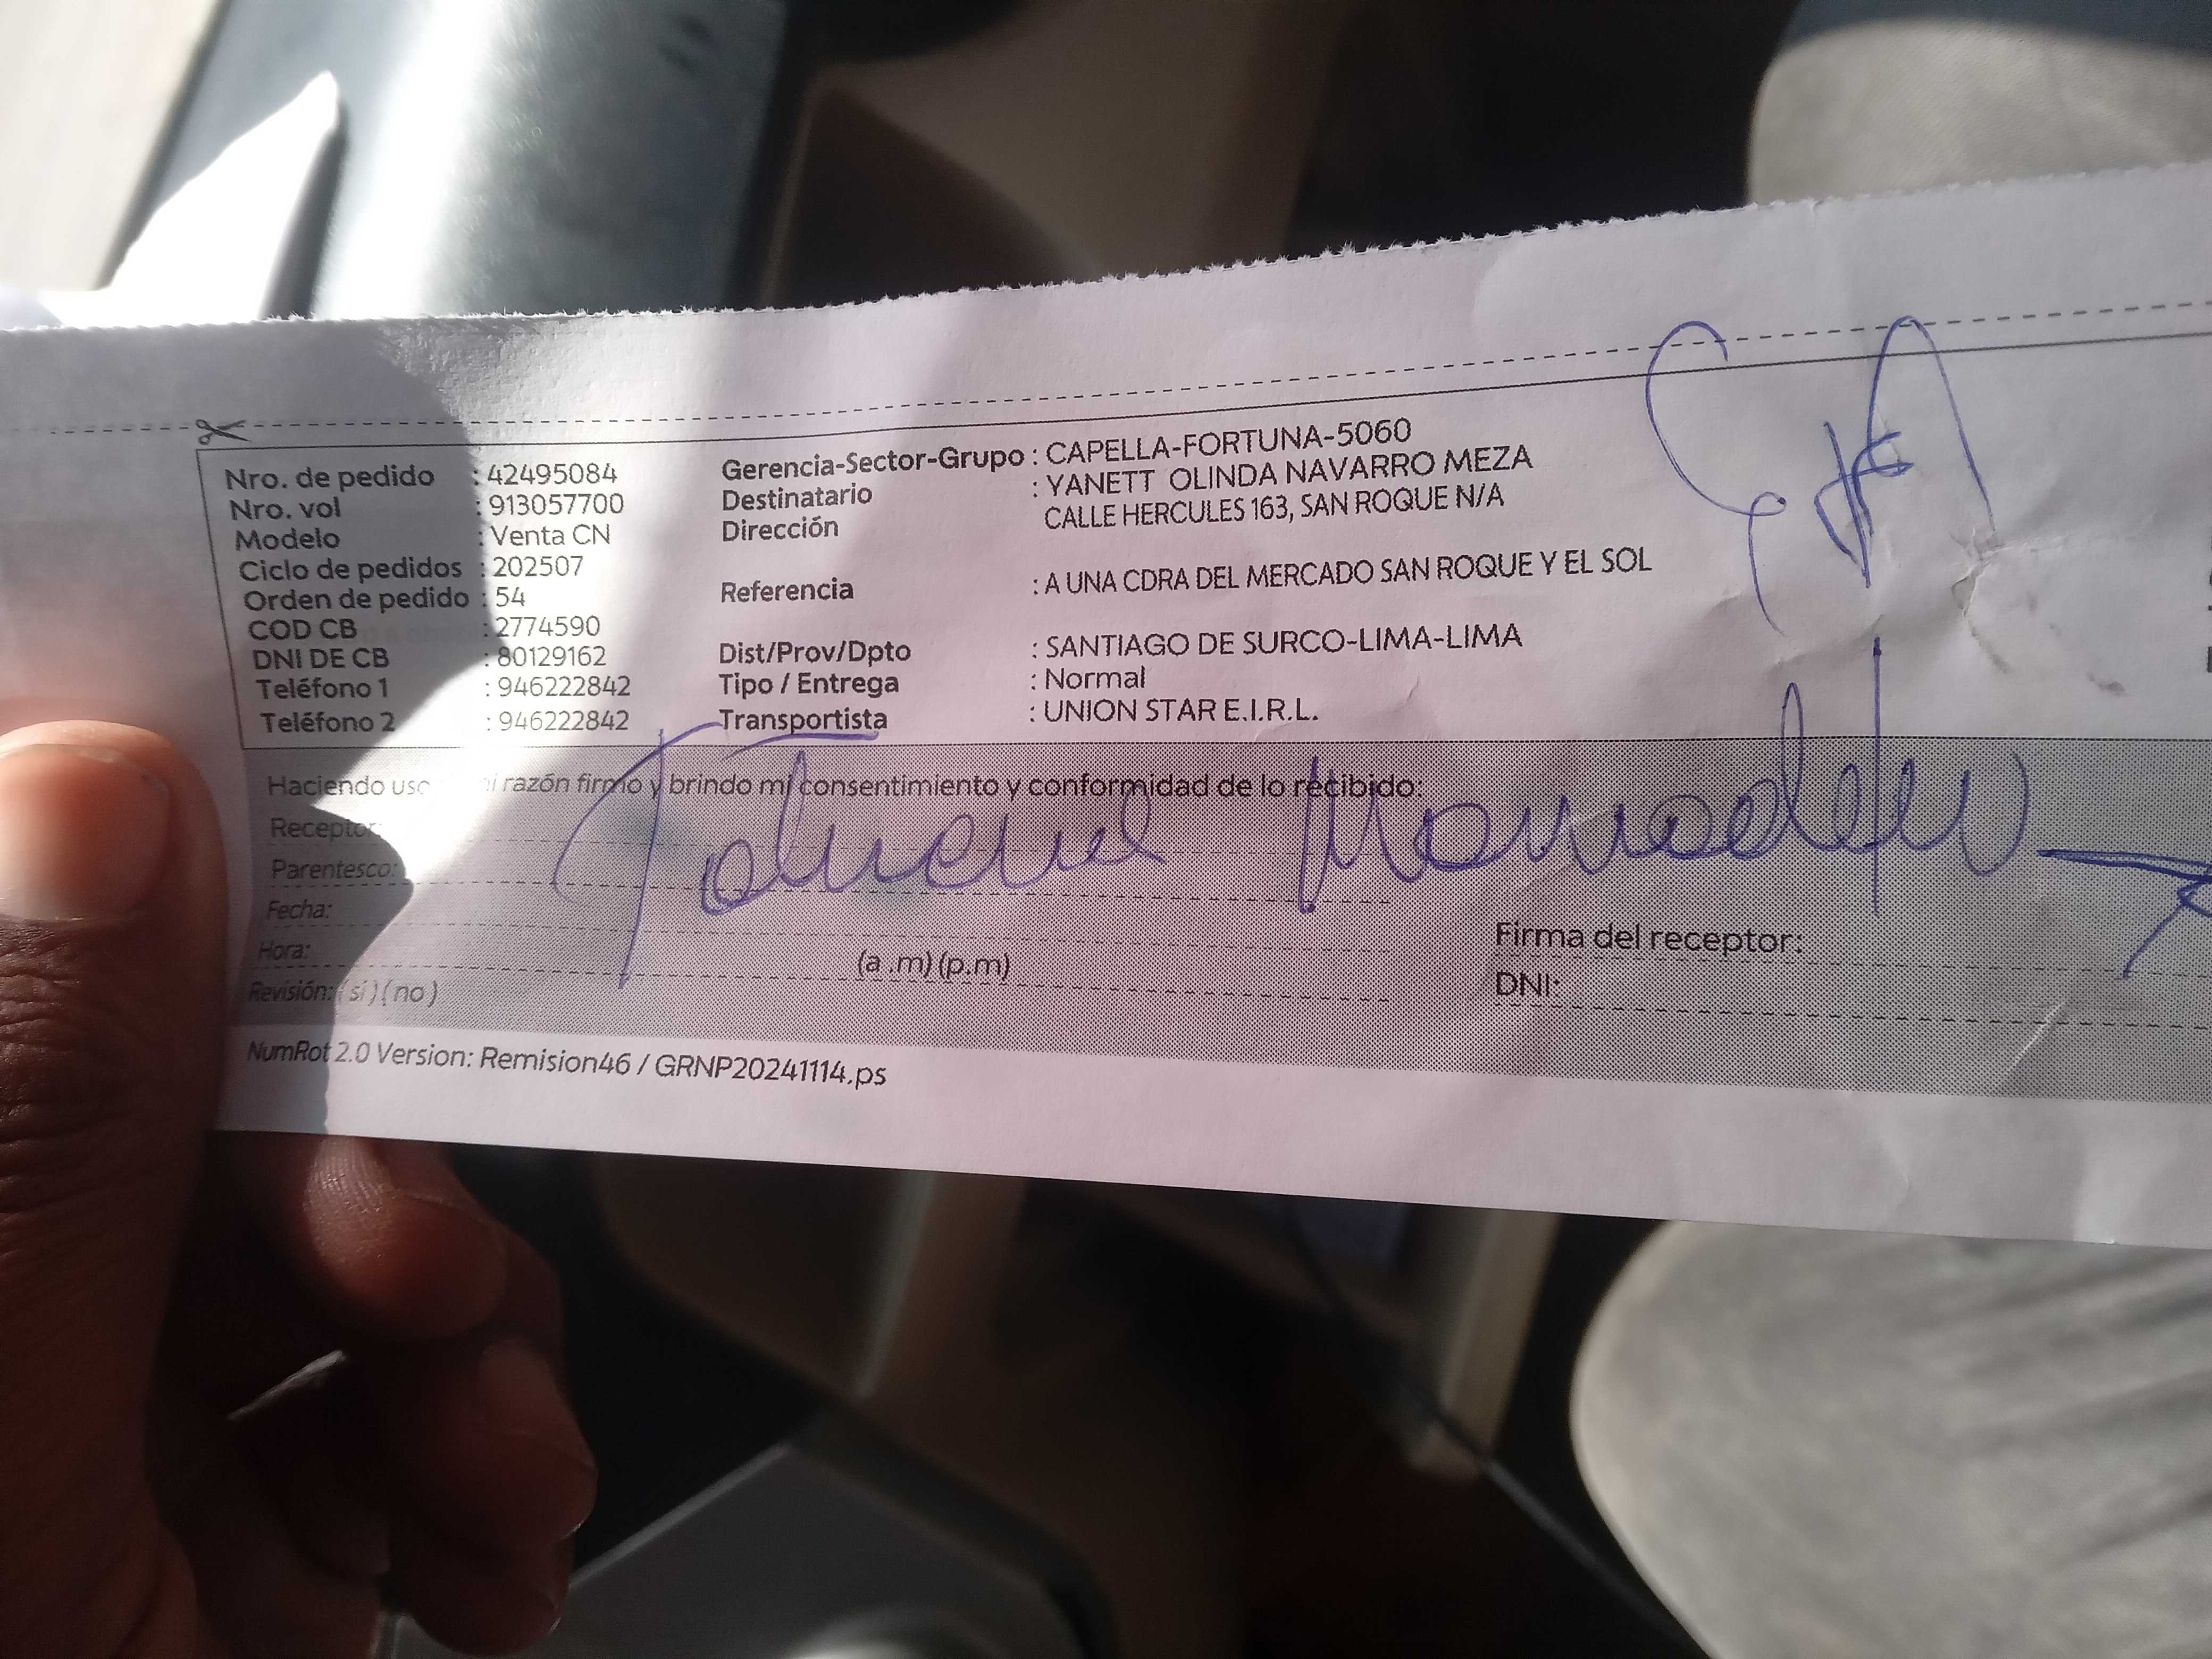 Nro. de pedido : 42495084
Nro. vol : 913057700
Modelo : Venta CN
Ciclo de pedidos : 202507
Orden de pedido : 54
COD CB : 2774590
DNI DE CB : 80129162
Teléfono 1 : 946222842
Teléfono 2 : 946222842
Gerencia-Sector-Grupo : CAPELLA-FORTUNA-5060
Destinatario : YANETT OLINDA NAVARRO MEZA
Dirección CALLE HERCULES 163, SAN ROQUE N/A
Referencia : A UNA CDRA DEL MERCADO SAN ROQUE Y EL SOL
Dist/Prov/Dpto : SANTIAGO DE SURCO-LIMA-LIMA
Tipo / Entrega : Normal
Transportista : UNION STAR E.I.R.L.
Haciendo uso razón firmo y brindo mi consentimiento y conformidad de lo recibido:
Receptor:
Parentesco:
Fecha:
Hora: (a .m) (p.m)
Revisión: (si) (no)
Firma del receptor:
DNI:
NumRot 2.0 Version: Remision46 / GRNP20241114.ps